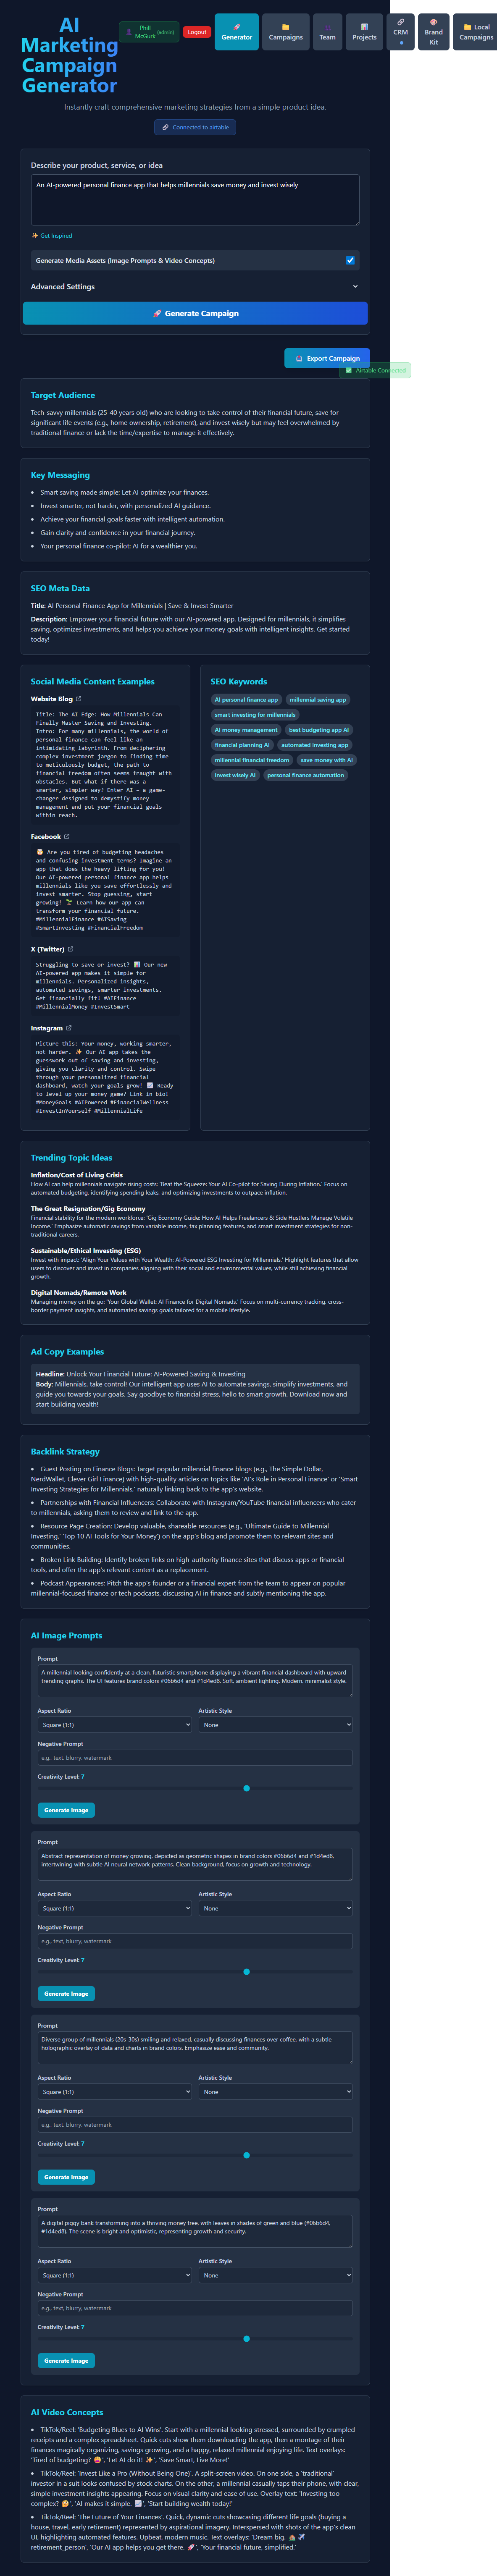 AI
Marketing
Campaign
Generator
Phill
McGurk
(admin)
Logout
Generator
Campaigns
Team
Projects
CRM
Brand
Kit
Local
Campaigns
Instantly craft comprehensive marketing strategies from a simple product idea.
Connected to airtable
Describe your product, service, or idea
An AI-powered personal finance app that helps millennials save money and invest wisely
Get Inspired
Generate Media Assets (Image Prompts & Video Concepts)
Advanced Settings
Generate Campaign
Export Campaign
Airtable Connected
Target Audience
Tech-savvy millennials (25-40 years old) who are looking to take control of their financial future, save for
significant life events (e.g., home ownership, retirement), and invest wisely but may feel overwhelmed by
traditional finance or lack the time/expertise to manage it effectively.
Key Messaging
• Smart saving made simple: Let AI optimize your finances.
• Invest smarter, not harder, with personalized AI guidance.
• Achieve your financial goals faster with intelligent automation.
• Gain clarity and confidence in your financial journey.
• Your personal finance co-pilot: AI for a wealthier you.
SEO Meta Data
Title: AI Personal Finance App for Millennials | Save & Invest Smarter
Description: Empower your financial future with our AI-powered app. Designed for millennials, it simplifies
saving, optimizes investments, and helps you achieve your money goals with intelligent insights. Get started
today!
Social Media Content Examples
Website Blog
Title: The AI Edge: How Millennials Can
Finally Master Saving and Investing.
Intro: For many millennials, the world of
personal finance can feel like an
intimidating labyrinth. From deciphering
complex investment jargon to finding time
to meticulously budget, the path to
financial freedom often seems fraught with
obstacles. But what if there was a
smarter, simpler way? Enter AI – a game-
changer designed to demystify money
management and put your financial goals
within reach.
Facebook
🤯 Are you tired of budgeting headaches
and confusing investment terms? Imagine an
app that does the heavy lifting for you!
Our AI-powered personal finance app helps
millennials like you save effortlessly and
invest smarter. Stop guessing, start
growing! 🌱 Learn how our app can
transform your financial future.
#MillennialFinance #AISaving
#SmartInvesting #FinancialFreedom
X (Twitter)
Struggling to save or invest? 📊 Our new
AI-powered app makes it simple for
millennials. Personalized insights,
automated savings, smarter investments.
Get financially fit! #AIFinance
#MillennialMoney #InvestSmart
Instagram
Picture this: Your money, working smarter,
not harder. ✨ Our AI app takes the
guesswork out of saving and investing,
giving you clarity and control. Swipe
through your personalized financial
dashboard, watch your goals grow! 📈 Ready
to level up your money game? Link in bio!
#MoneyGoals #AIPowered #FinancialWellness
#InvestInYourself #MillennialLife
SEO Keywords
AI personal finance app
millennial saving app
smart investing for millennials
AI money management
best budgeting app AI
financial planning AI
automated investing app
millennial financial freedom
save money with AI
invest wisely AI
personal finance automation
Trending Topic Ideas
Inflation/Cost of Living Crisis
How AI can help millennials navigate rising costs: 'Beat the Squeeze: Your AI Co-pilot for Saving During Inflation.' Focus on
automated budgeting, identifying spending leaks, and optimizing investments to outpace inflation.
The Great Resignation/Gig Economy
Financial stability for the modern workforce: 'Gig Economy Guide: How AI Helps Freelancers & Side Hustlers Manage Volatile
Income.' Emphasize automatic savings from variable income, tax planning features, and smart investment strategies for non-
traditional careers.
Sustainable/Ethical Investing (ESG)
Invest with impact: 'Align Your Values with Your Wealth: AI-Powered ESG Investing for Millennials.' Highlight features that allow
users to discover and invest in companies aligning with their social and environmental values, while still achieving financial
growth.
Digital Nomads/Remote Work
Managing money on the go: 'Your Global Wallet: AI Finance for Digital Nomads.' Focus on multi-currency tracking, cross-
border payment insights, and automated savings goals tailored for a mobile lifestyle.
Ad Copy Examples
Headline: Unlock Your Financial Future: AI-Powered Saving & Investing
Body: Millennials, take control! Our intelligent app uses AI to automate savings, simplify investments, and
guide you towards your goals. Say goodbye to financial stress, hello to smart growth. Download now and
start building wealth!
Backlink Strategy
• Guest Posting on Finance Blogs: Target popular millennial finance blogs (e.g., The Simple Dollar,
NerdWallet, Clever Girl Finance) with high-quality articles on topics like 'AI's Role in Personal Finance' or 'Smart
Investing Strategies for Millennials,' naturally linking back to the app's website.
• Partnerships with Financial Influencers: Collaborate with Instagram/YouTube financial influencers who cater
to millennials, asking them to review and link to the app.
• Resource Page Creation: Develop valuable, shareable resources (e.g., 'Ultimate Guide to Millennial
Investing,' 'Top 10 AI Tools for Your Money') on the app's blog and promote them to relevant sites and
communities.
• Broken Link Building: Identify broken links on high-authority finance sites that discuss apps or financial
tools, and offer the app's relevant content as a replacement.
• Podcast Appearances: Pitch the app's founder or a financial expert from the team to appear on popular
millennial-focused finance or tech podcasts, discussing AI in finance and subtly mentioning the app.
AI Image Prompts
Prompt
A millennial looking confidently at a clean, futuristic smartphone displaying a vibrant financial dashboard with upward
trending graphs. The UI features brand colors #06b6d4 and #1d4ed8. Soft, ambient lighting. Modern, minimalist style.
Aspect Ratio
Artistic Style
Square (1:1)
None
Negative Prompt
e.g., text, blurry, watermark
Creativity Level: 7
Generate Image
Prompt
Abstract representation of money growing, depicted as geometric shapes in brand colors #06b6d4 and #1d4ed8,
intertwining with subtle AI neural network patterns. Clean background, focus on growth and technology.
Aspect Ratio
Artistic Style
Square (1:1)
None
Negative Prompt
e.g., text, blurry, watermark
Creativity Level: 7
Generate Image
Prompt
Diverse group of millennials (20s-30s) smiling and relaxed, casually discussing finances over coffee, with a subtle
holographic overlay of data and charts in brand colors. Emphasize ease and community.
Aspect Ratio
Artistic Style
Square (1:1)
None
Negative Prompt
e.g., text, blurry, watermark
Creativity Level: 7
Generate Image
Prompt
A digital piggy bank transforming into a thriving money tree, with leaves in shades of green and blue (#06b6d4,
#1d4ed8). The scene is bright and optimistic, representing growth and security.
Aspect Ratio
Artistic Style
Square (1:1)
None
Negative Prompt
e.g., text, blurry, watermark
Creativity Level: 7
Generate Image
AI Video Concepts
• TikTok/Reel: 'Budgeting Blues to AI Wins'. Start with a millennial looking stressed, surrounded by crumpled
receipts and a complex spreadsheet. Quick cuts show them downloading the app, then a montage of their
finances magically organizing, savings growing, and a happy, relaxed millennial enjoying life. Text overlays:
'Tired of budgeting? 😫', 'Let AI do it! ✨', 'Save Smart, Live More!'
• TikTok/Reel: 'Invest Like a Pro (Without Being One)'. A split-screen video. On one side, a 'traditional'
investor in a suit looks confused by stock charts. On the other, a millennial casually taps their phone, with clear,
simple investment insights appearing. Focus on visual clarity and ease of use. Overlay text: 'Investing too
complex? 🤔', 'AI makes it simple. 📈', 'Start building wealth today!'
• TikTok/Reel: 'The Future of Your Finances'. Quick, dynamic cuts showcasing different life goals (buying a
house, travel, early retirement) represented by aspirational imagery. Interspersed with shots of the app's clean
UI, highlighting automated features. Upbeat, modern music. Text overlays: 'Dream big. 🏠 ✈️
retirement_person', 'Our AI app helps you get there. 🚀', 'Your financial future, simplified.'